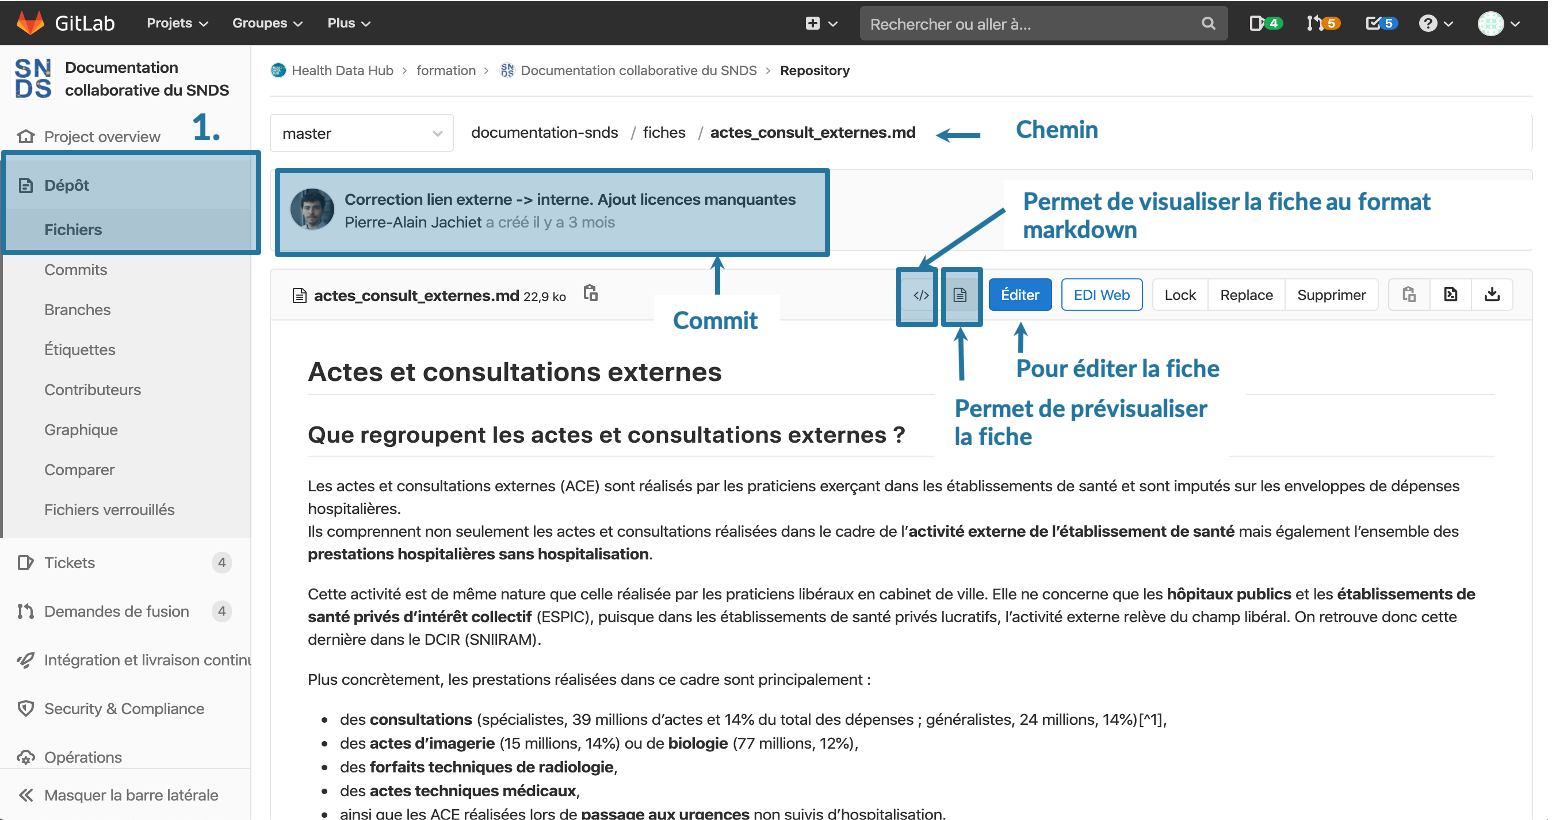 GitLab
Projets
Groupes
Plus
Rechercher ou aller à...
4
5
5
SNDS
Documentation
collaborative du SNDS
Health Data Hub > formation > Documentation collaborative du SNDS > Repository
Project overview
1.
master
documentation-snds / fiches / actes_consult_externes.md
Chemin
Dépôt
Fichiers
Commits
Branches
Étiquettes
Contributeurs
Graphique
Comparer
Fichiers verrouillés
Tickets 4
Demandes de fusion 4
Intégration et livraison continu
Security & Compliance
Opérations
Masquer la barre latérale
Correction lien externe -> interne. Ajout licences manquantes
Pierre-Alain Jachiet a créé il y a 3 mois
Permet de visualiser la fiche au format
markdown
actes_consult_externes.md 22,9 ko
Commit
</>
Éditer
EDI Web
Lock
Replace
Supprimer
Pour éditer la fiche
Permet de prévisualiser
la fiche
Actes et consultations externes
Que regroupent les actes et consultations externes ?
Les actes et consultations externes (ACE) sont réalisés par les praticiens exerçant dans les établissements de santé et sont imputés sur les enveloppes de dépenses
hospitalières.
Ils comprennent non seulement les actes et consultations réalisées dans le cadre de l’activité externe de l’établissement de santé mais également l’ensemble des
prestations hospitalières sans hospitalisation.
Cette activité est de même nature que celle réalisée par les praticiens libéraux en cabinet de ville. Elle ne concerne que les hôpitaux publics et les établissements de
santé privés d’intérêt collectif (ESPIC), puisque dans les établissements de santé privés lucratifs, l’activité externe relève du champ libéral. On retrouve donc cette
dernière dans le DCIR (SNIIRAM).
Plus concrètement, les prestations réalisées dans ce cadre sont principalement :
• des consultations (spécialistes, 39 millions d’actes et 14% du total des dépenses ; généralistes, 24 millions, 14%)[^1],
• des actes d’imagerie (15 millions, 14%) ou de biologie (77 millions, 12%),
• des forfaits techniques de radiologie,
• des actes techniques médicaux,
• ainsi que les ACE réalisées lors de passage aux urgences non suivis d’hospitalisation.